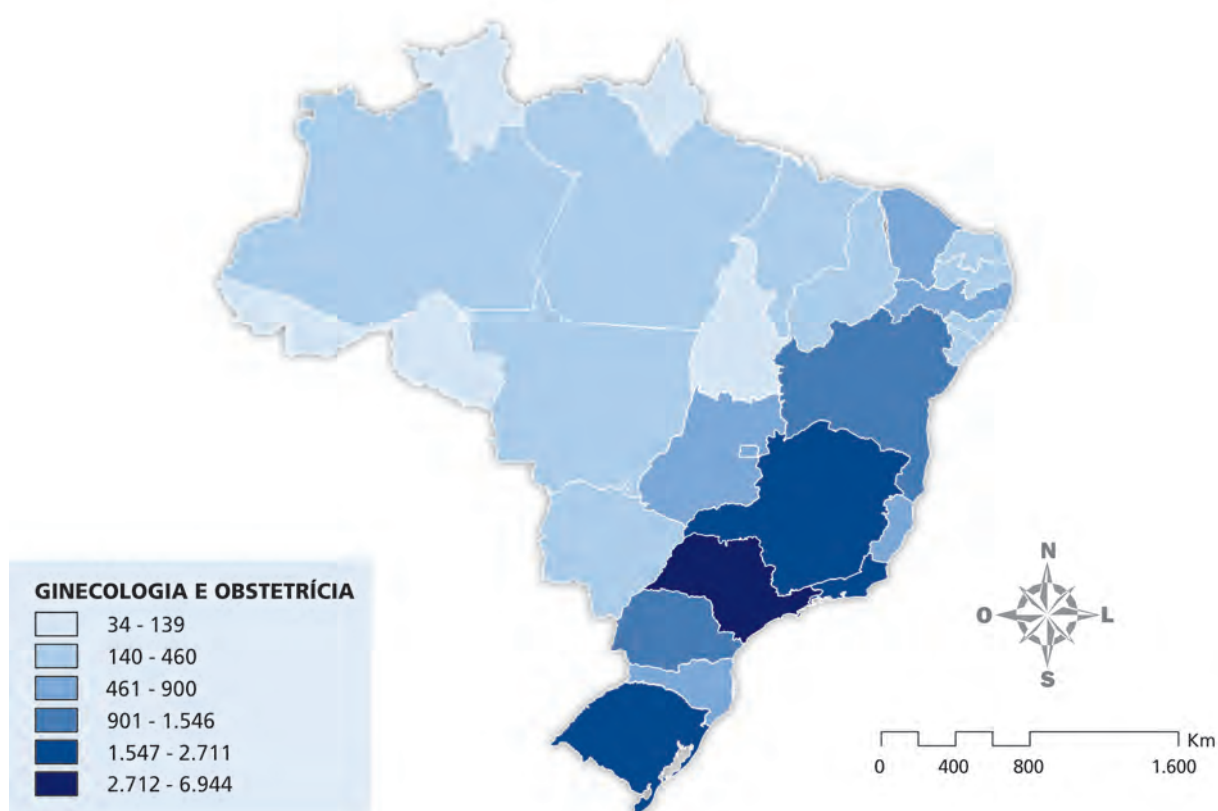 GINECOLOGIA E OBSTETRÍCIA
34 - 139
140 - 460
461 - 900
901 - 1.546
1.547 - 2.711
2.712 - 6.944
N
O L
S
Km
0 400 800 1.600